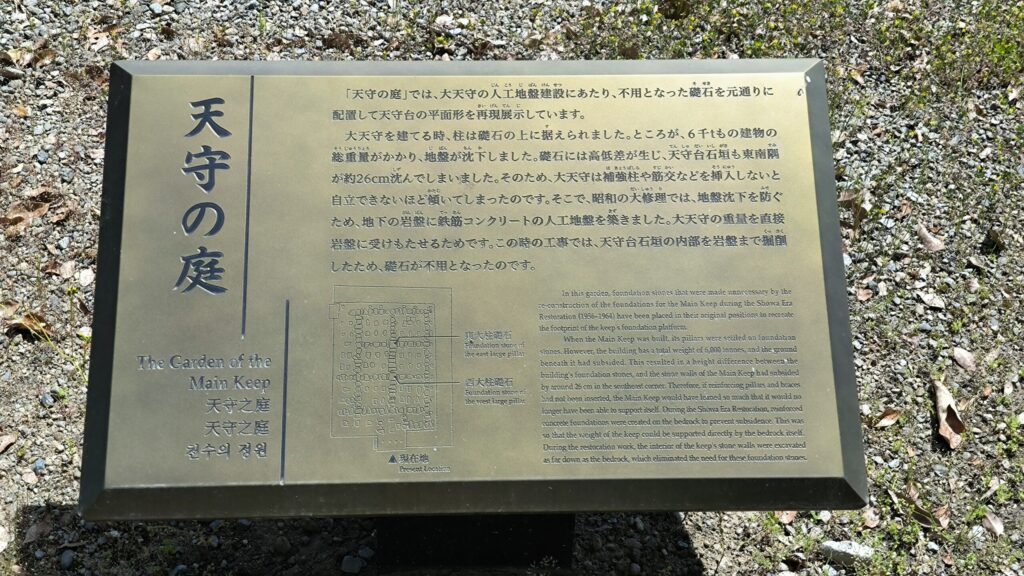 天守の庭
The Garden of the
Main Keep
天守之庭
天守之庭
천수의 정원
「天守の庭」では、大天守の人工地盤建設にあたり、不用となった礎石を元通りに
配置して天守台の平面形を再現展示しています。
大天守を建てる時、柱は礎石の上に据えられました。ところが、6千tもの建物の
総重量がかかり、地盤が沈下しました。礎石には高低差が生じ、天守台石垣も東南隅
が約26cm沈んでしまいました。そのため、大天守は補強柱や筋交などを挿入しないと
自立できないほど傾いてしまったのです。そこで、昭和の大修理では、地盤沈下を防ぐ
ため、地下の岩盤に鉄筋コンクリートの人工地盤を築きました。大天守の重量を直接
岩盤に受けもたせるためです。この時の工事では、天守台石垣の内部を岩盤まで掘削
したため、礎石が不用となったのです。
東大柱礎石
Foundation stone of
the east large pillar
西大柱礎石
Foundation stone of
the west large pillar
▲現在地
Present Location
In this garden, foundation stones that were made unnecessary by the
re-construction of the foundations for the Main Keep during the Showa Era
Restoration (1956–1964) have been placed in their original positions to recreate
the footprint of the keep's foundation platform.
When the Main Keep was built, its pillars were settled on foundation
stones. However, the building has a total weight of 6,000 tonnes, and the ground
beneath it had subsided. This resulted in a height difference between the
building's foundation stones, and the stone walls of the Main Keep had subsided
by around 26 cm in the southeast corner. Therefore, if reinforcing pillars and braces
had not been inserted, the Main Keep would have leaned so much that it would no
longer have been able to support itself. During the Showa Era Restoration, reinforced
concrete foundations were created on the bedrock to prevent subsidence. This was
so that the weight of the keep could be supported directly by the bedrock itself.
During the restoration work, the interior of the keep's stone walls were excavated
as far down as the bedrock, which eliminated the need for these foundation stones.